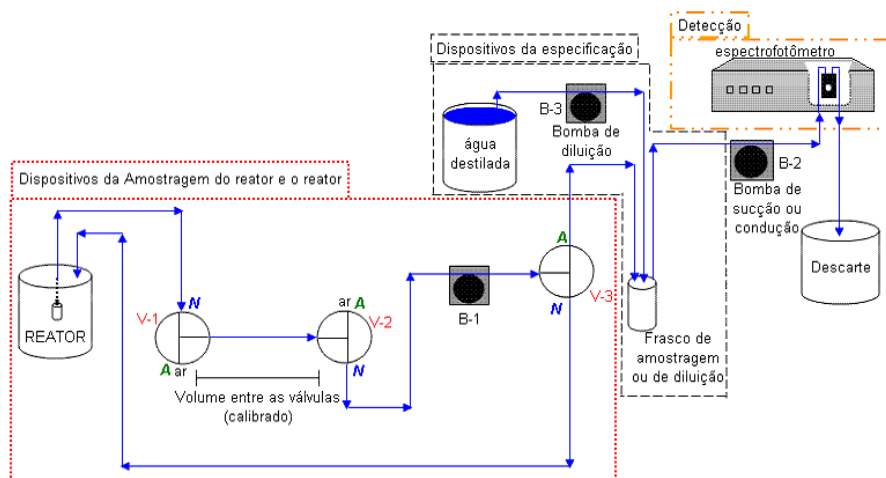 Detecção
espectrofotômetro
Dispositivos da especificação
B-3
Bomba de
diluição
água
destilada
B-2
Bomba de
sucção ou
condução
Descarte
Dispositivos da Amostragem do reator e o reator
REATOR
V-1
N
A ar
ar A
V-2
N
Volume entre as válvulas
(calibrado)
B-1
A
V-3
N
Frasco de
amostragem
ou de diluição